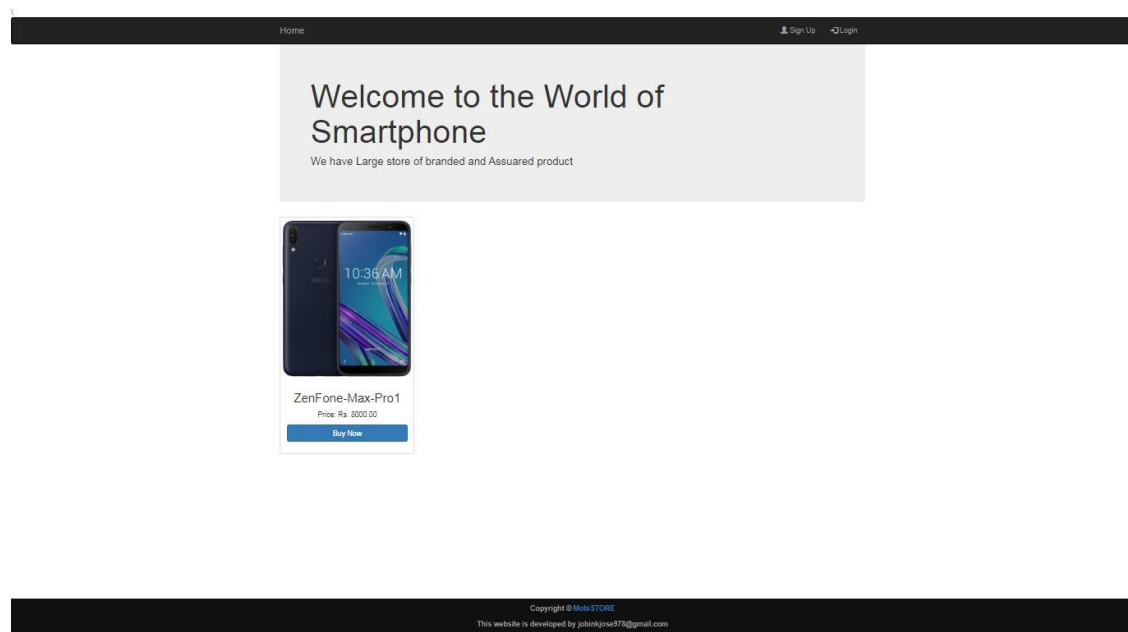 \
Home
Sign Up
Login
Welcome to the World of
Smartphone
We have Large store of branded and Assuared product
10:36 AM
ZenFone-Max-Pro1
Price: Rs. 8000.00
Buy Now
Copyright © MobiSTORE
This website is developed by jobinkjose978@gmail.com